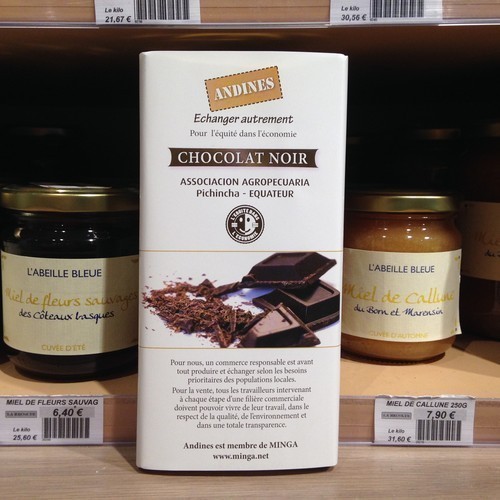 Le kilo
21,67 €
Le kilo
30,56 €
ANDINES
Echanger autrement
Pour l'équité dans l'économie
CHOCOLAT NOIR
ASSOCIACION AGROPECUARIA
Pichincha - EQUATEUR
L'ÉQUITÉ DANS
L'ÉCONOMIE
L'ABEILLE BLEUE
Miel de fleurs sauvages
des Côteaux basques
CUVÉE D'ÉTÉ
L'ABEILLE BLEUE
Miel de Callune
du Born et Marensin
CUVÉE D'AUTOMNE
Pour nous, un commerce responsable est avant
tout produire et échanger selon les besoins
prioritaires des populations locales.
Pour la vente, tous les travailleurs intervenant
à chaque étape d'une filière commerciale
doivent pouvoir vivre de leur travail, dans le
respect de la qualité, de l'environnement et
dans une totale transparence.
Andines est membre de MINGA
www.minga.net
MIEL DE FLEURS SAUVAG
6,40 €
Le kilo
25,60 €
MIEL DE CALLUNE 250G
7,90 €
Le kilo
31,60 €